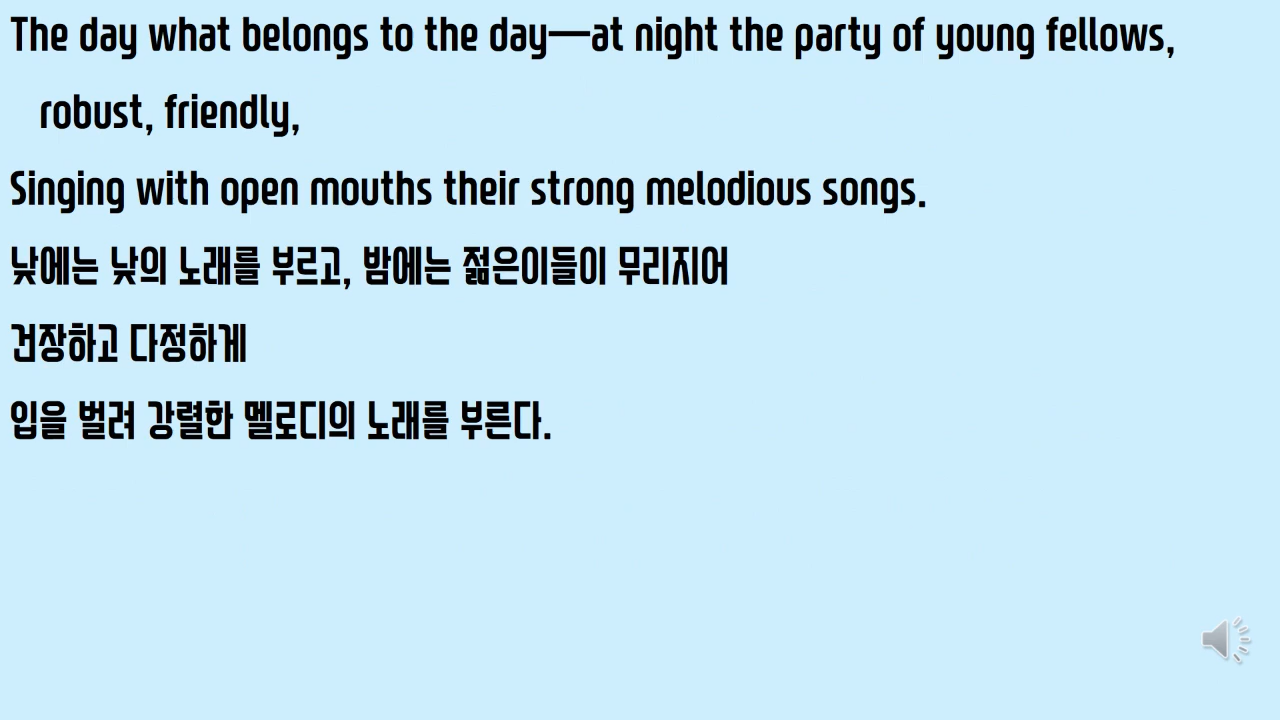 The day what belongs to the day—at night the party of young fellows,
robust, friendly,
Singing with open mouths their strong melodious songs.
낮에는 낮의 노래를 부르고, 밤에는 젊은이들이 무리지어
건장하고 다정하게
입을 벌려 강렬한 멜로디의 노래를 부른다.